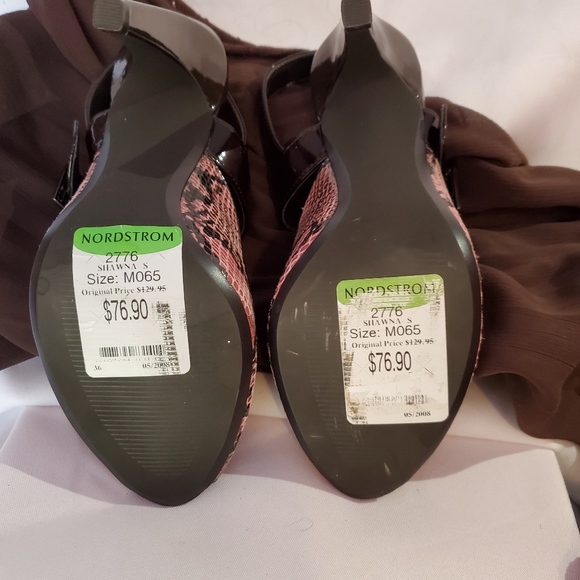 NORDSTROM
2776
SHAWNA S
Size: M065
Original Price $129.95
$76.90
36 05/2008
NORDSTROM
2776
SHAWNA S
Size: M065
Original Price $129.95
$76.90
05/2008